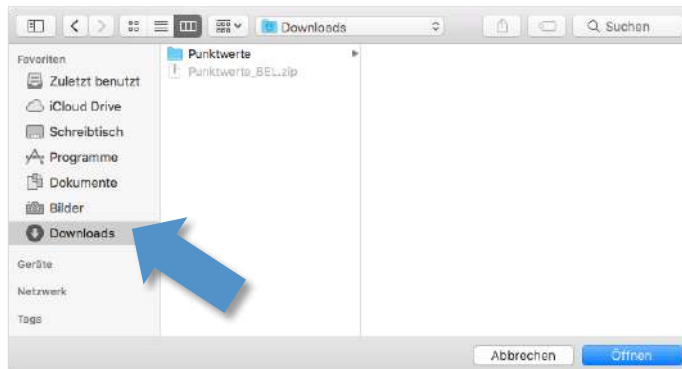 Downloads
Suchen
Favoriten
Zuletzt benutzt
iCloud Drive
Schreibtisch
Programme
Dokumente
Bilder
Downloads
Geräte
Netzwerk
Tags
Punktwerte
Punktwerte_BEL.zip
Abbrechen
Öffnen